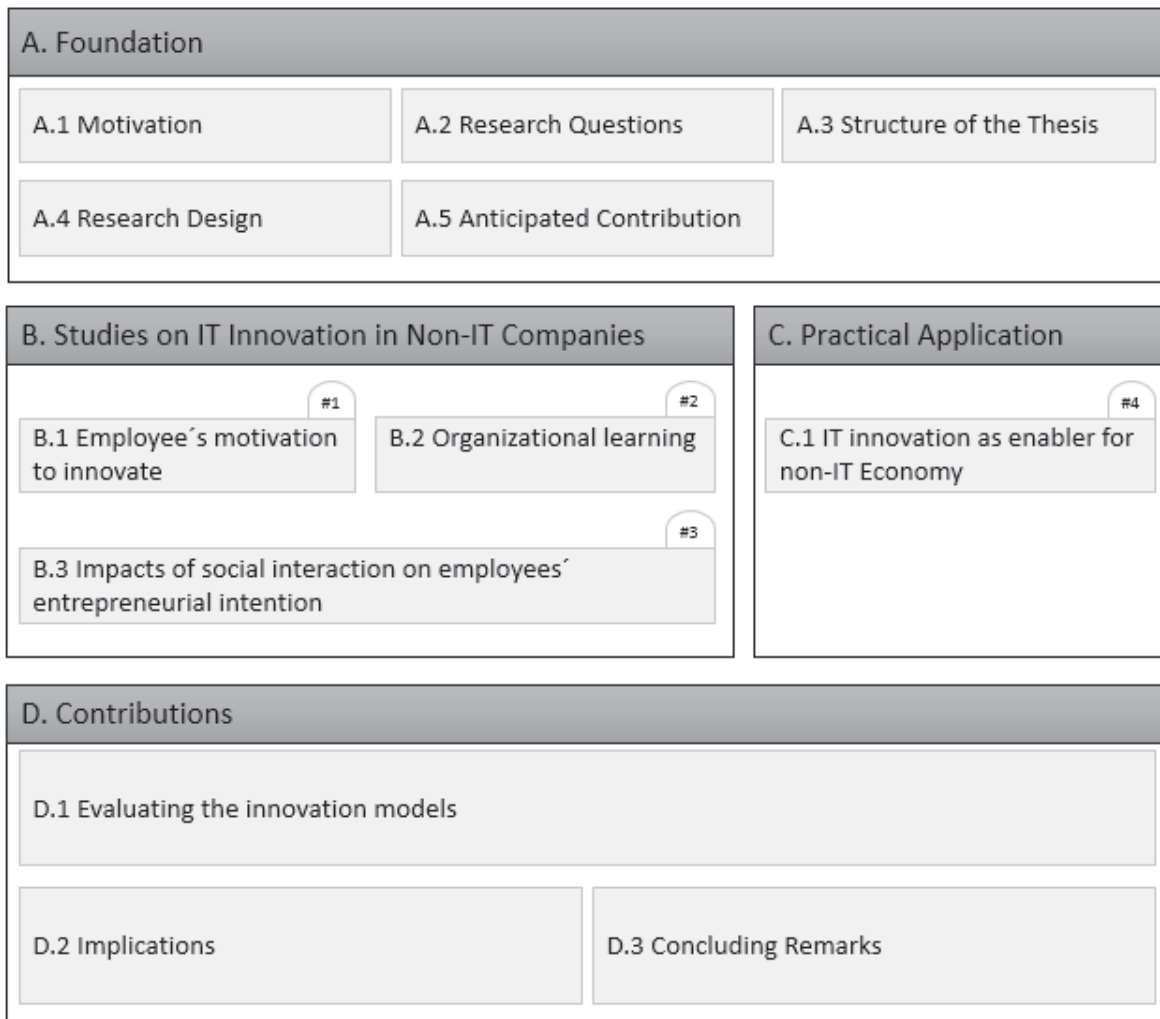 A. Foundation
A.1 Motivation
A.2 Research Questions
A.3 Structure of the Thesis
A.4 Research Design
A.5 Anticipated Contribution
B. Studies on IT Innovation in Non-IT Companies
#1
B.1 Employee´s motivation
to innovate
#2
B.2 Organizational learning
#3
B.3 Impacts of social interaction on employees´
entrepreneurial intention
C. Practical Application
#4
C.1 IT innovation as enabler for
non-IT Economy
D. Contributions
D.1 Evaluating the innovation models
D.2 Implications
D.3 Concluding Remarks